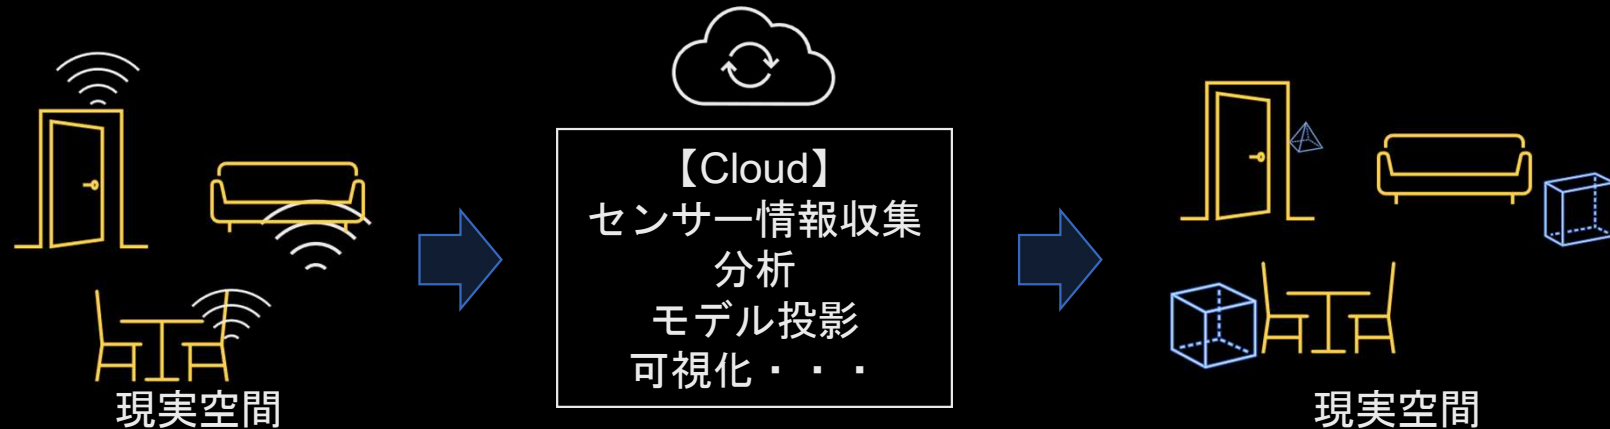 【Cloud】
センサー情報収集
分析
モデル投影
可視化・・・
現実空間
現実空間